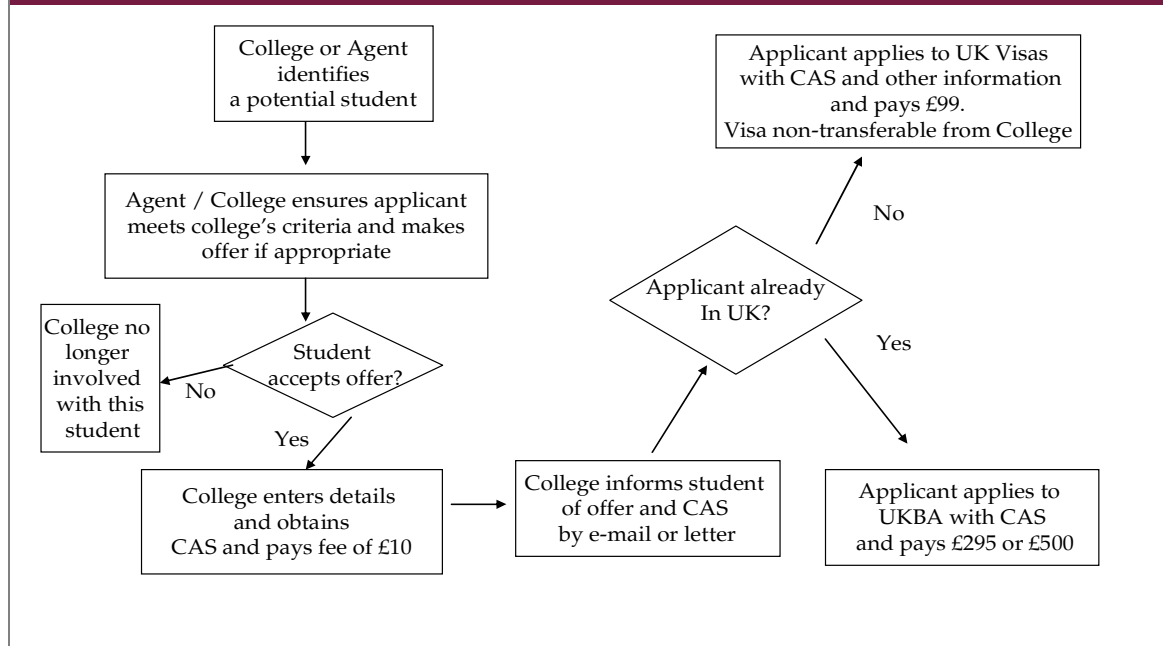 College or Agent
identifies
a potential student
Agent / College ensures applicant
meets college’s criteria and makes
offer if appropriate
Student
accepts offer?
No
College no
longer
involved
with this
student
Yes
College enters details
and obtains
CAS and pays fee of £10
College informs student
of offer and CAS
by e-mail or letter
Applicant already
In UK?
No
Applicant applies to UK Visas
with CAS and other information
and pays £99.
Visa non-transferable from College
Yes
Applicant applies to
UKBA with CAS
and pays £295 or £500